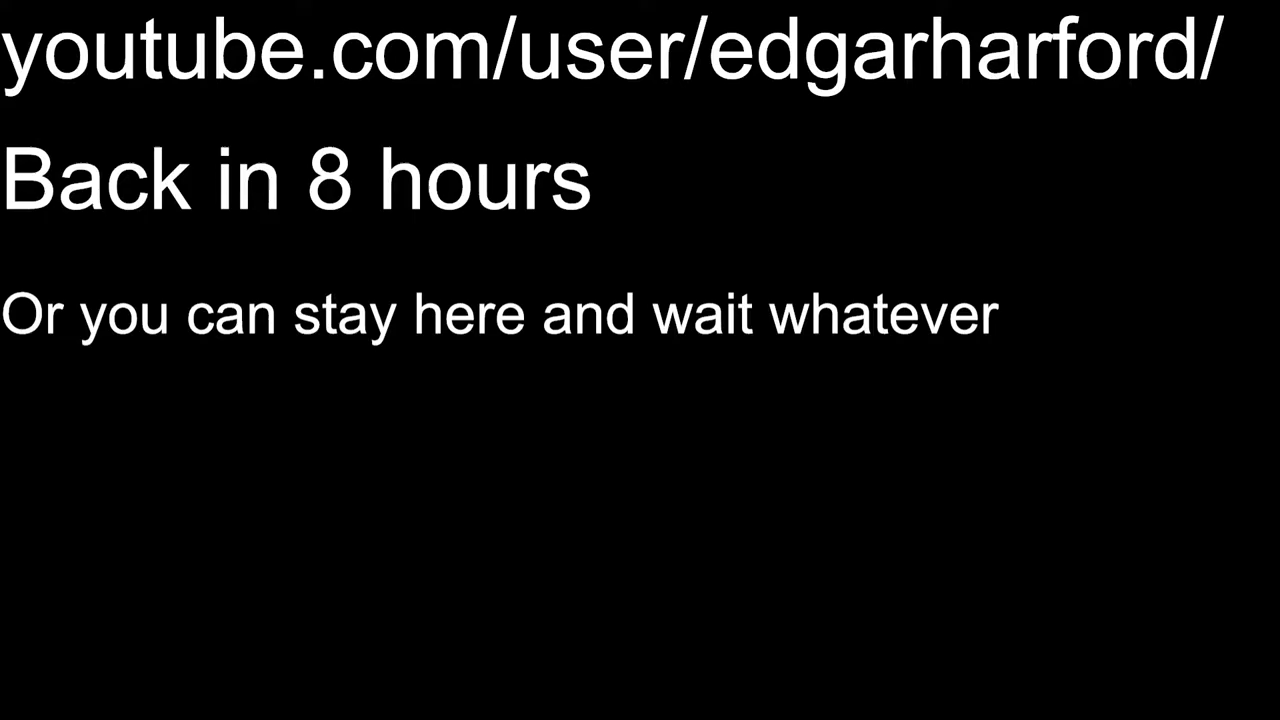 youtube.com/user/edgarharford/
Back in 8 hours
Or you can stay here and wait whatever